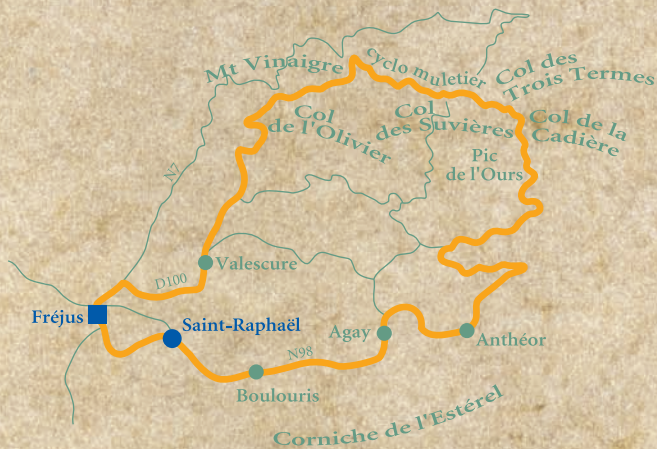 Mt Vinaigre
cyclo muletier
Col des
Trois Termes
Col
de l'Olivier
Col
des Suvières
Col de la
Cadière
Pic
de l'Ours
N7
Valescure
D100
Fréjus
Saint-Raphaël
Agay
Anthéor
N98
Boulouris
Corniche de l'Estérel